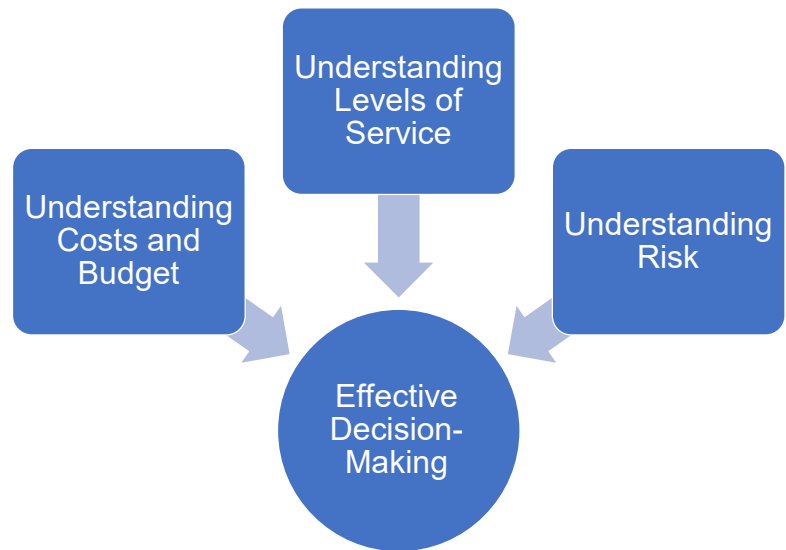 Understanding
Levels of
Service
Understanding
Costs and
Budget
Understanding
Risk
Effective
Decision-
Making